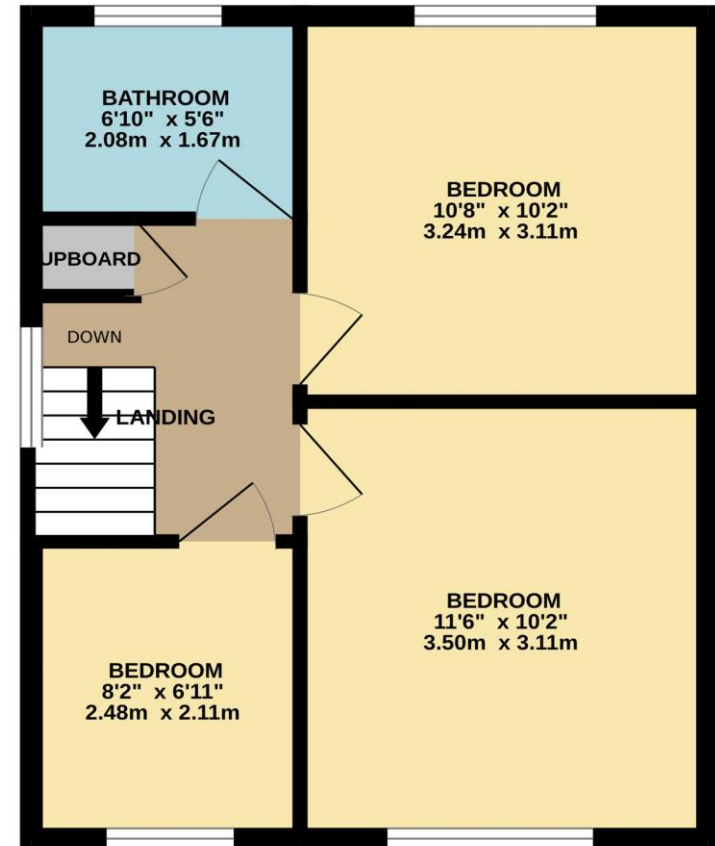 BATHROOM
6'10" x 5'6"
2.08m x 1.67m
BEDROOM
10'8" x 10'2"
3.24m x 3.11m
UPBOARD
DOWN
LANDING
BEDROOM
11'6" x 10'2"
3.50m x 3.11m
BEDROOM
8'2" x 6'11"
2.48m x 2.11m